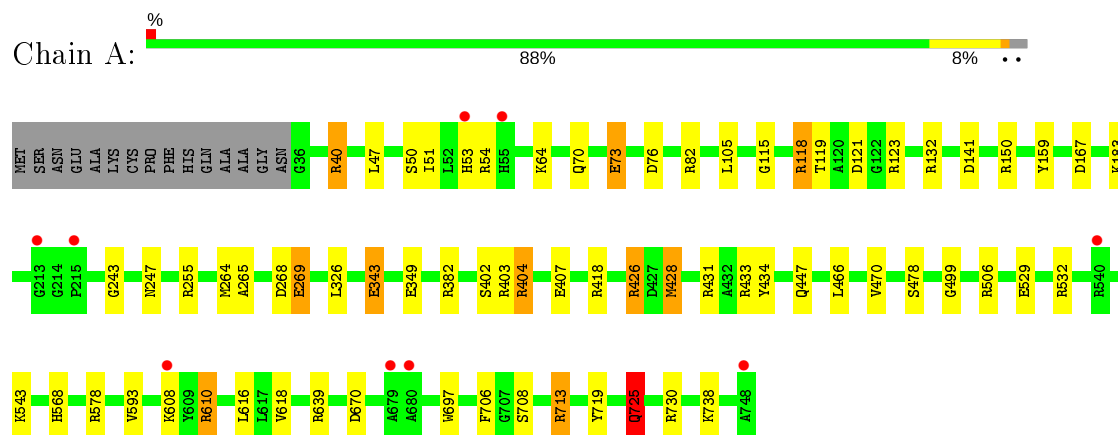 %
Chain A:
88% 8% • •
MET SER ASN GLU ALA LYS CYS PRO PHE HIS GLN ALA ALA GLY ASN G36 R40 L47 S50 I51 L52 H53 R54 H55 K64 Q70 E73 D76 R82 L105 G115 R118 T119 A120 D121 G122 R123 R132 D141 R150 Y159 D167 K183
G213 G214 P215 G243 N247 R255 M264 A265 D268 E269 L326 E343 E349 R382 S402 R403 R404 E407 R418 R426 D427 M428 R431 A432 R433 Y434 Q447 L466 V470 S478 G499 R506 E529 R532 R540
K543 H568 R578 V593 K608 Y609 R610 L616 L617 V618 R639 D670 A679 A680 W697 F706 G707 S708 R713 Y719 Q725 R730 K738 A748